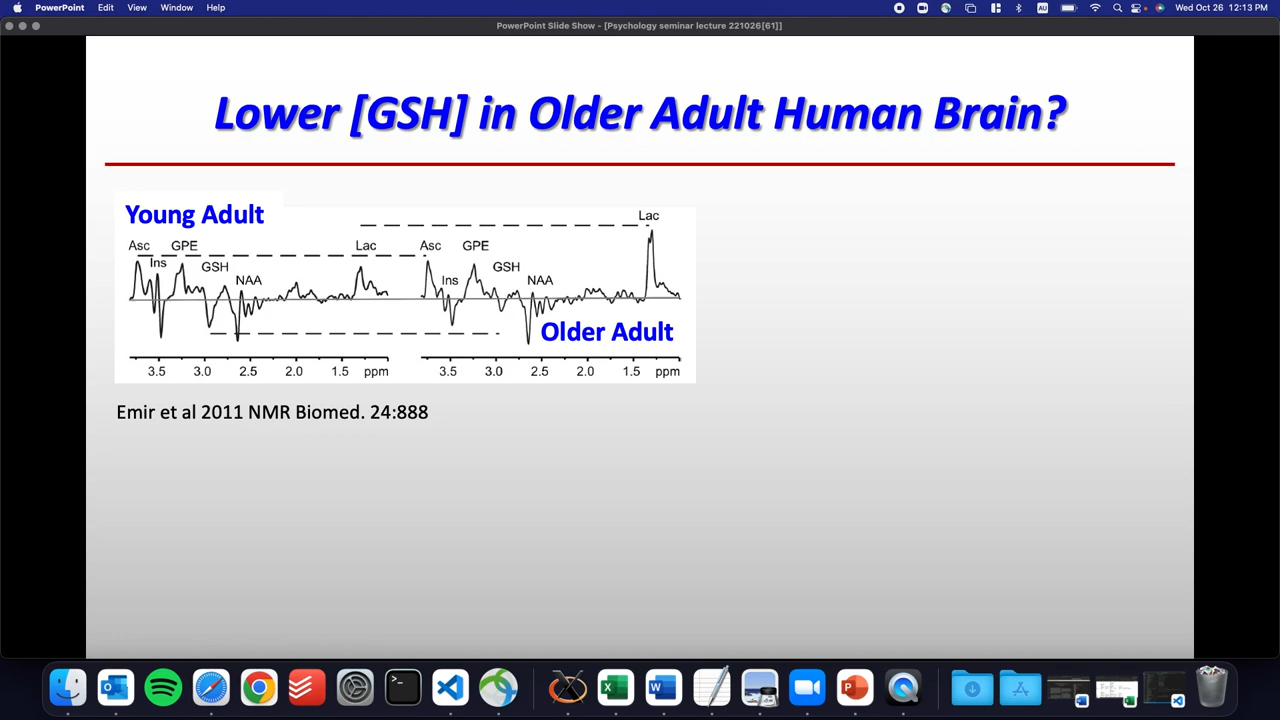 PowerPoint Edit View Window Help AU Wed Oct 26 12:13 PM
PowerPoint Slide Show - [Psychology seminar lecture 221026[61]]
Lower [GSH] in Older Adult Human Brain?
Young Adult
Lac
Asc GPE Lac Asc GPE
Ins GSH GSH
NAA Ins NAA
Older Adult
3.5 3.0 2.5 2.0 1.5 ppm 3.5 3.0 2.5 2.0 1.5 ppm
Emir et al 2011 NMR Biomed. 24:888